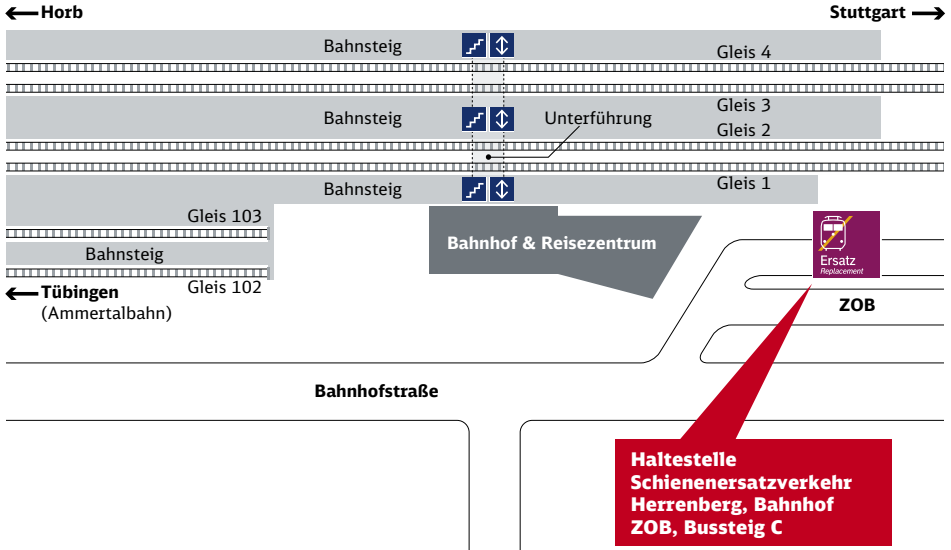 Horb
Stuttgart
Bahnsteig
Gleis 4
Gleis 3
Bahnsteig
Unterführung
Gleis 2
Bahnsteig
Gleis 1
Gleis 103
Bahnhof & Reisezentrum
Bahnsteig
Ersatz
Replacement
Gleis 102
Tübingen
(Ammertalbahn)
ZOB
Bahnhofstraße
Haltestelle
Schienenersatzverkehr
Herrenberg, Bahnhof
ZOB, Bussteig C